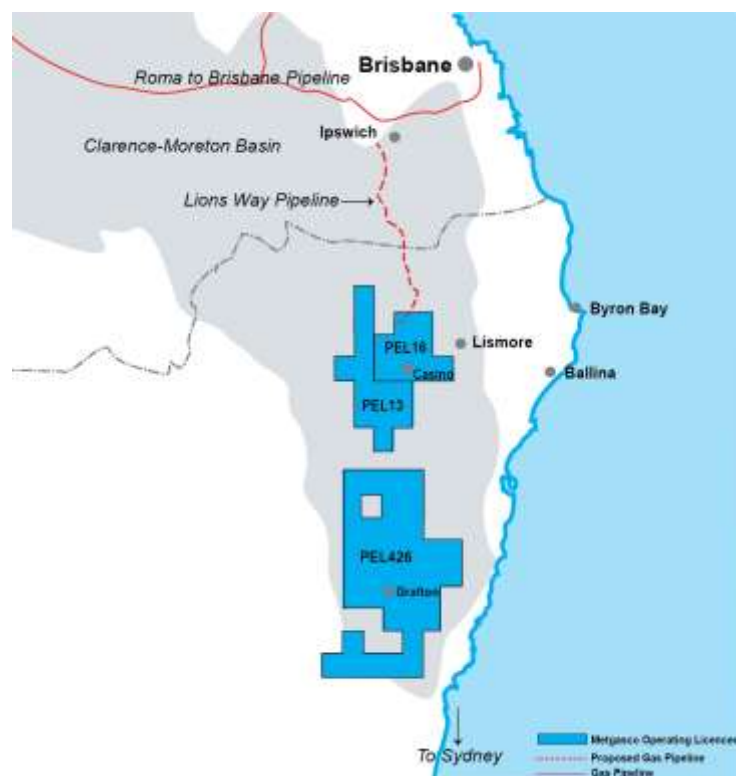 Brisbane
Roma to Brisbane Pipeline
Ipswich
Clarence-Moreton Basin
Lions Way Pipeline
Byron Bay
Lismore
PEL16
Casino
Ballina
PEL13
PEL426
Grafton
Metgasco Operating Licences
Proposed Gas Pipeline
To Sydney
Gas Pipeline